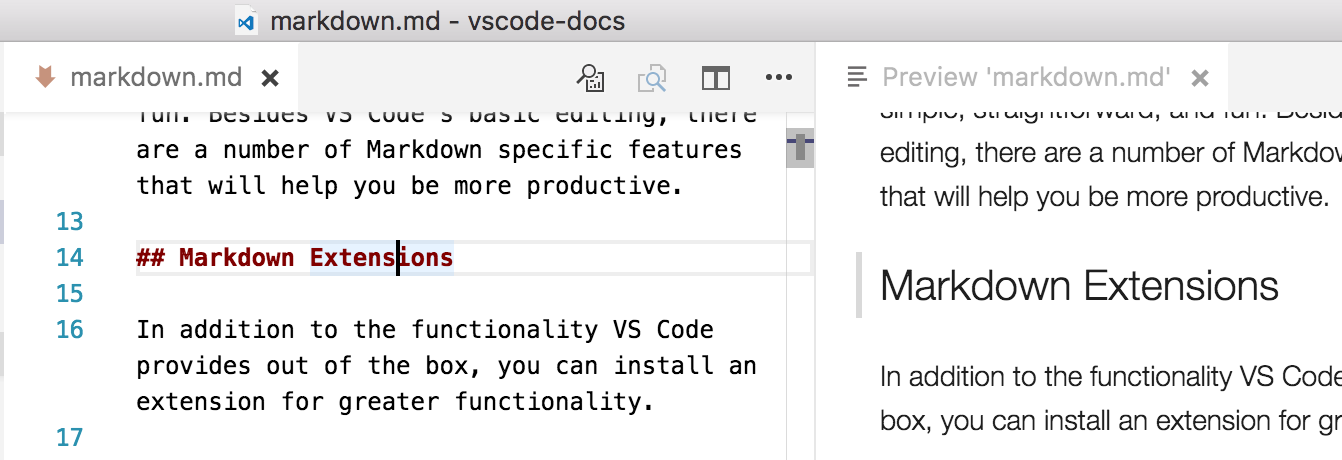 markdown.md - vscode-docs
markdown.md
fun. Besides VS Code's basic editing, there
are a number of Markdown specific features
that will help you be more productive.
13
14 ## Markdown Extensions
15
16 In addition to the functionality VS Code
provides out of the box, you can install an
extension for greater functionality.
17
Preview 'markdown.md'
simple, straightforward, and fun.
editing, there are a number of
that will help you be more productive.
Markdown Extensions
In addition to the functionality VS Code
box, you can install an extension for